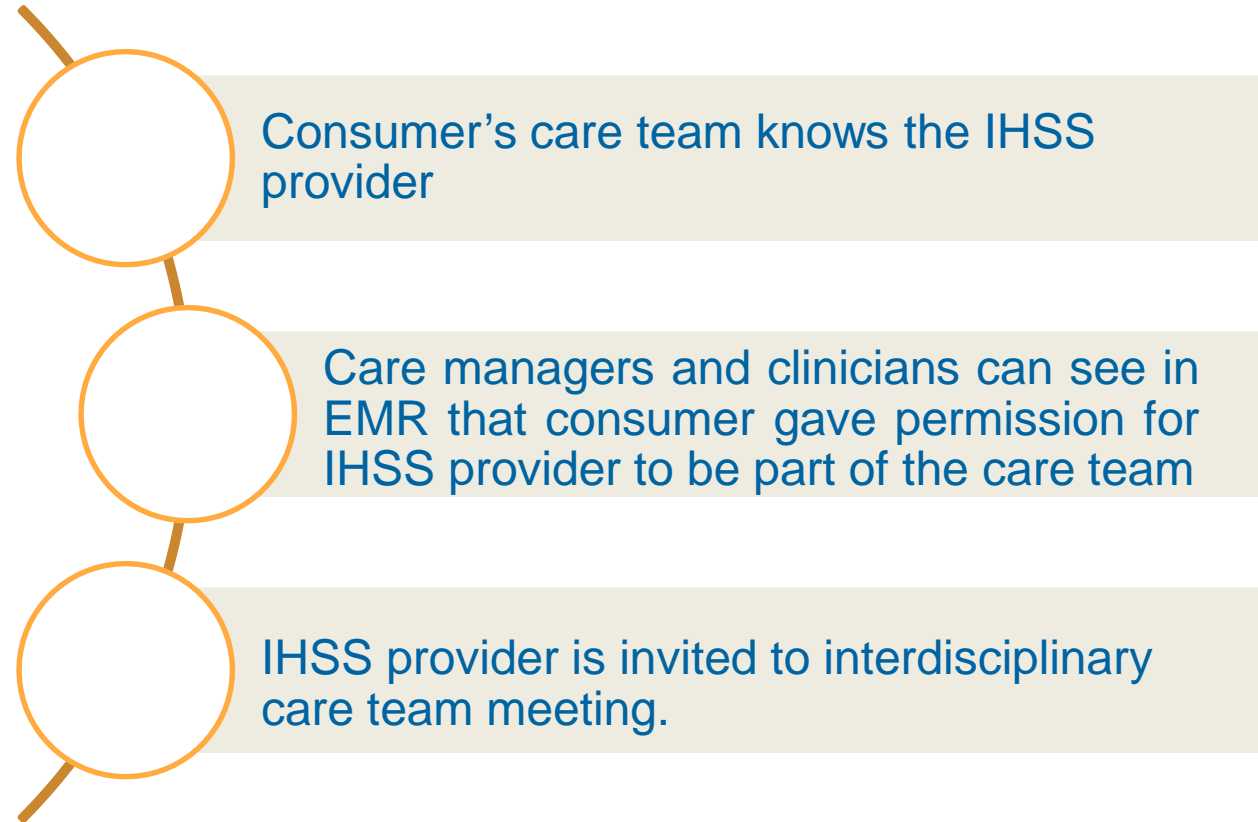 Consumer’s care team knows the IHSS
provider
Care managers and clinicians can see in
EMR that consumer gave permission for
IHSS provider to be part of the care team
IHSS provider is invited to interdisciplinary
care team meeting.